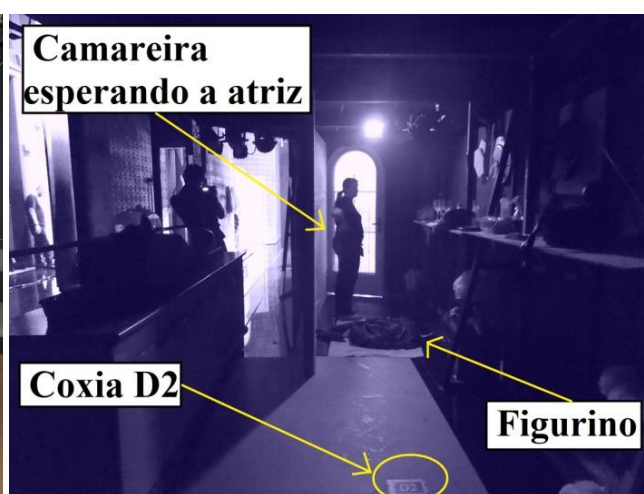 Camareira
esperando a atriz
Coxia D2
Figurino
D2